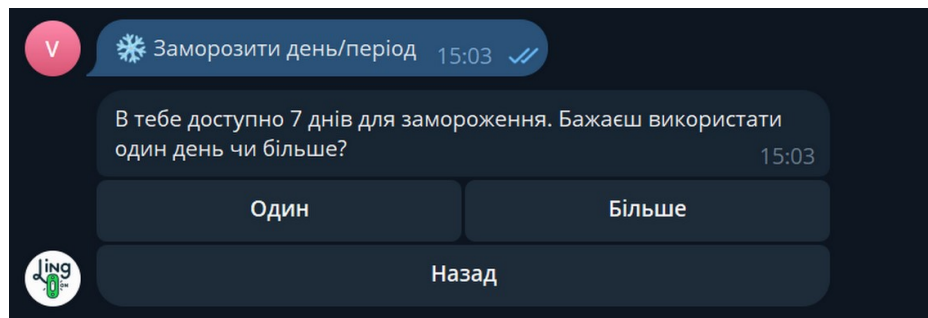 V
❄ Заморозити день/період 15:03
В тебе доступно 7 днів для замороження. Бажаєш використати
один день чи більше?
15:03
Один Більше
Назад
Ling
ON